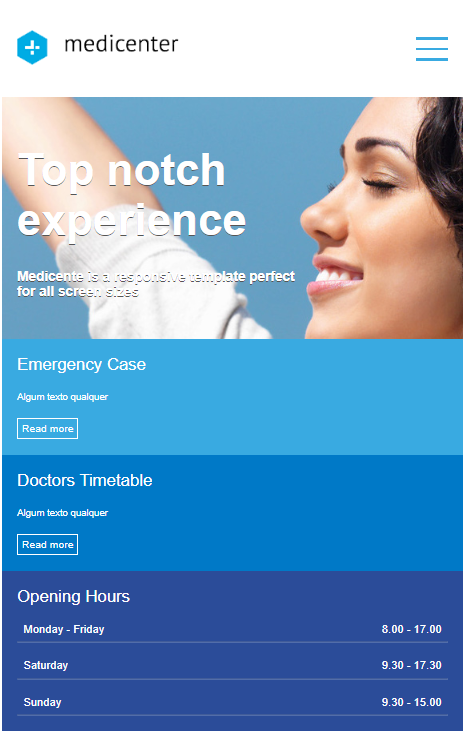 medicenter
Top notch
experience
Medicente is a responsive template perfect
for all screen sizes
Emergency Case
Algum texto qualquer
Read more
Doctors Timetable
Algum texto qualquer
Read more
Opening Hours
Monday - Friday 8.00 - 17.00
Saturday 9.30 - 17.30
Sunday 9.30 - 15.00